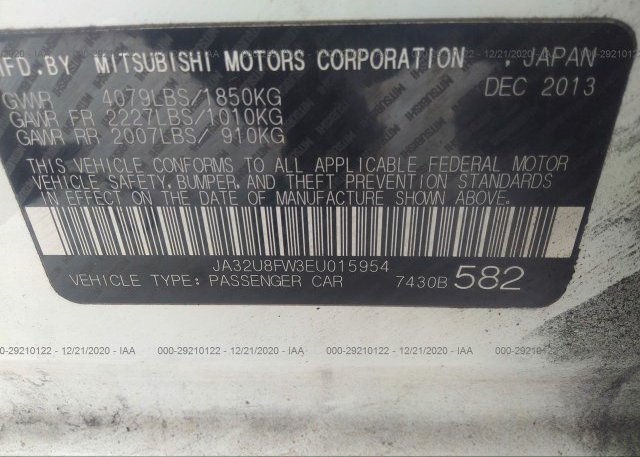 MFD.BY MITSUBISHI MOTORS CORPORATION , JAPAN
DEC 2013
GVWR 4079LBS/1850KG
GAWR FR 2227LBS/1010KG
GAWR RR 2007LBS/ 910KG
THIS VEHICLE CONFORMS TO ALL APPLICABLE FEDERAL MOTOR
VEHICLE SAFETY, BUMPER, AND THEFT PREVENTION STANDARDS
IN EFFECT ON THE DATE OF MANUFACTURE SHOWN ABOVE.
JA32U8FW3EU015954
VEHICLE TYPE: PASSENGER CAR 7430B 582
000-29210122 - 12/21/2020 - IAA 000-29210122 - 12/21/2020 - IAA 000-29210122 - 12/21/2020 - IAA